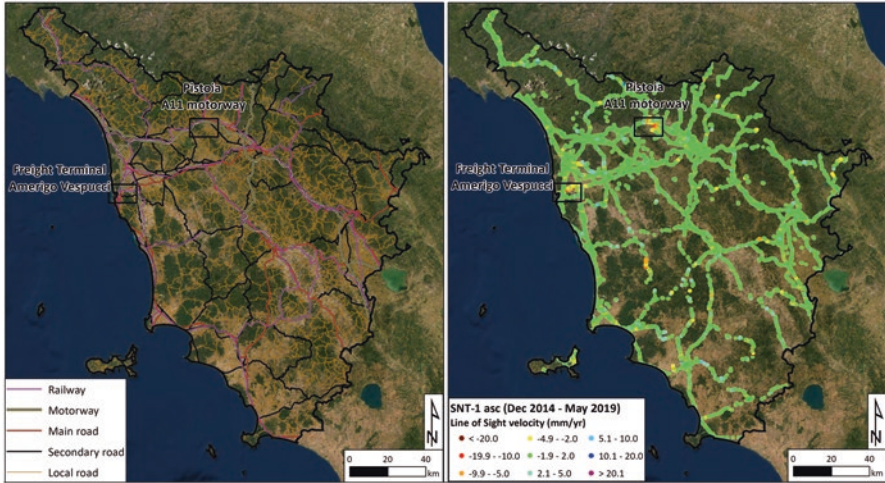 Pistoia
A11 motorway
Freight Terminal
Amerigo Vespucci
Railway
Motorway
Main road
Secondary road
Local road
0 20 40
km
N
Pistoia
A11 motorway
Freight Terminal
Amerigo Vespucci
SNT-1 asc (Dec 2014 - May 2019)
Line of Sight velocity (mm/yr)
< -20.0 -4.9 - -2.0 5.1 - 10.0
-19.9 - -10.0 -1.9 - 2.0 10.1 - 20.0
-9.9 - -5.0 2.1 - 5.0 > 20.1
0 20 40
km
N